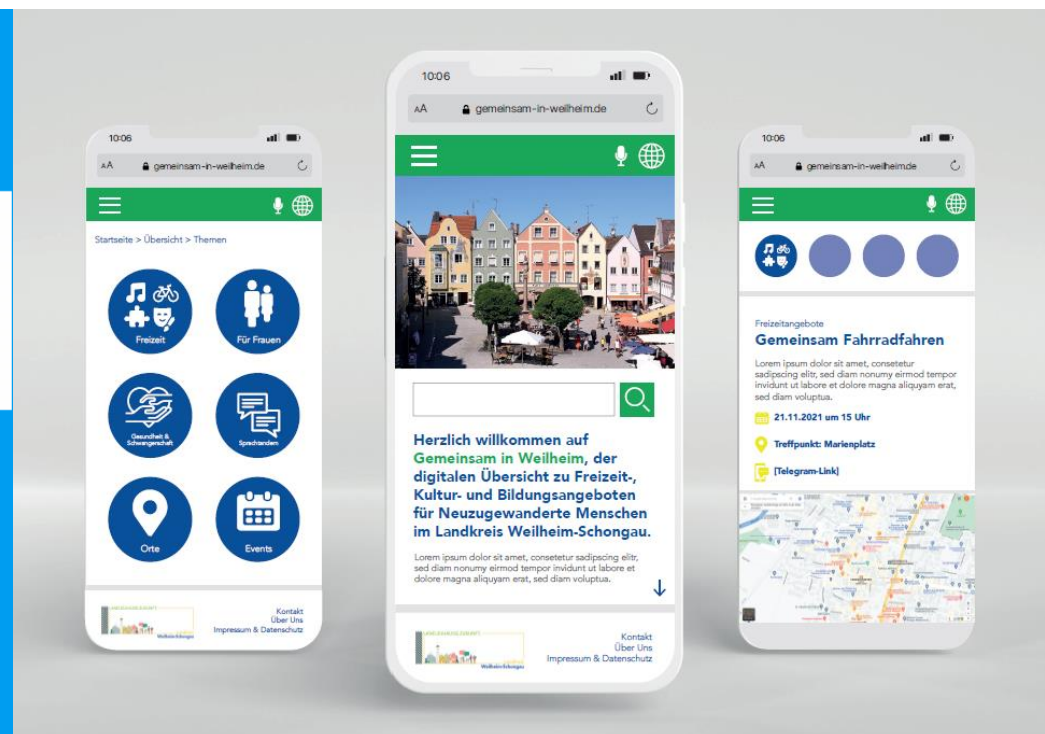 10:06
AA gemeinsam-in-weilheim.de
Startseite > Übersicht > Themen
Freizeit
Für Frauen
Gesundheit &
Schwangerschaft
Sprachtandem
Orte
Events
Weilheim-Schongau
Kontakt
Über Uns
Impressum & Datenschutz
10:06
AA gemeinsam-in-weilheim.de
Herzlich willkommen auf
Gemeinsam in Weilheim, der
digitalen Übersicht zu Freizeit-,
Kultur- und Bildungsangeboten
für Neuzugewanderte Menschen
im Landkreis Weilheim-Schongau.
Lorem ipsum dolor sit amet, consetetur sadipscing elitr,
sed diam nonumy eirmod tempor invidunt ut labore et
dolore magna aliquyam erat, sed diam voluptua.
Weilheim-Schongau
Kontakt
Über Uns
Impressum & Datenschutz
10:06
AA gemeinsam-in-weilheim.de
Freizeitangebote
Gemeinsam Fahrradfahren
Lorem ipsum dolor sit amet, consetetur
sadipscing elitr, sed diam nonumy eirmod tempor
invidunt ut labore et dolore magna aliquyam erat,
sed diam voluptua.
21.11.2021 um 15 Uhr
Treffpunkt: Marienplatz
[Telegram-Link]